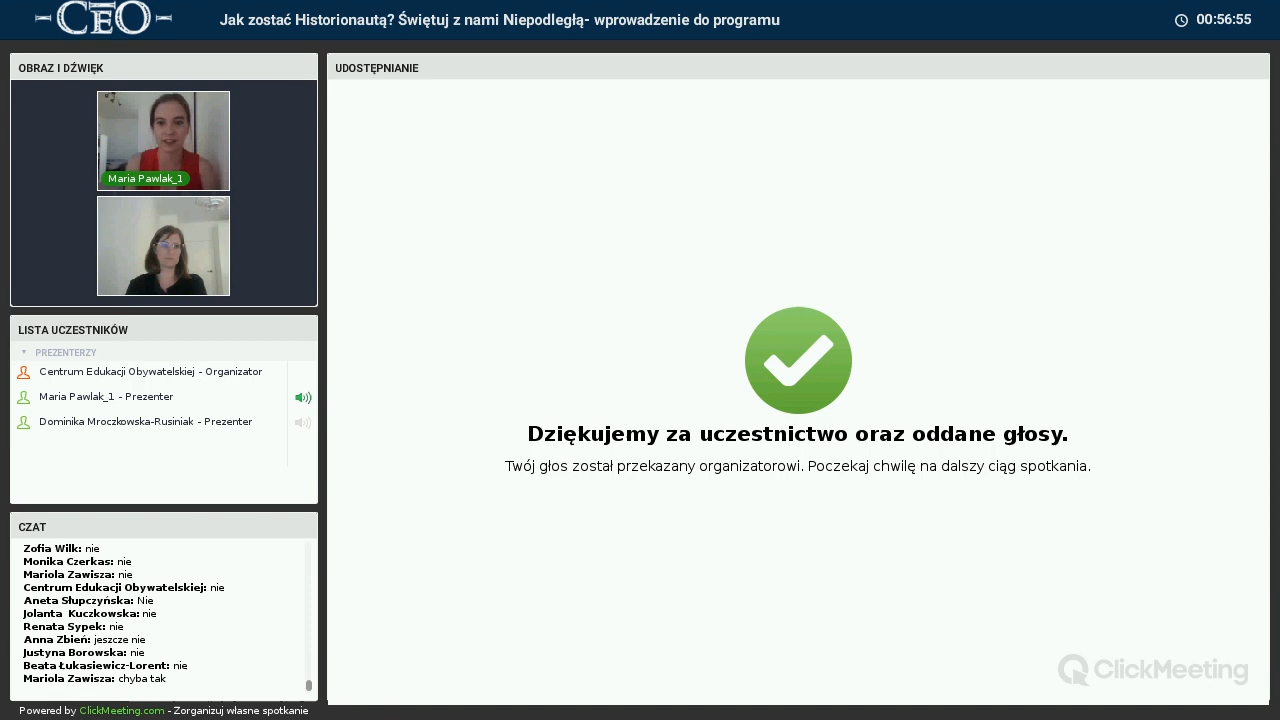 CEO
Jak zostać Historionautą? Świętuj z nami Niepodległą- wprowadzenie do programu
00:56:55
OBRAZ I DŹWIĘK
Maria Pawlak_1
LISTA UCZESTNIKÓW
PREZENTERZY
Centrum Edukacji Obywatelskiej - Organizator
Maria Pawlak_1 - Prezenter
Dominika Mroczkowska-Rusiniak - Prezenter
CZAT
Zofia Wilk: nie
Monika Czerkas: nie
Mariola Zawisza: nie
Centrum Edukacji Obywatelskiej: nie
Aneta Słupczyńska: Nie
Jolanta Kuczkowska: nie
Renata Sypek: nie
Anna Zbień: jeszcze nie
Justyna Borowska: nie
Beata Łukasiewicz-Lorent: nie
Mariola Zawisza: chyba tak
Powered by ClickMeeting.com - Zorganizuj własne spotkanie
UDOSTĘPNIANIE
Dziękujemy za uczestnictwo oraz oddane głosy.
Twój głos został przekazany organizatorowi. Poczekaj chwilę na dalszy ciąg spotkania.
ClickMeeting